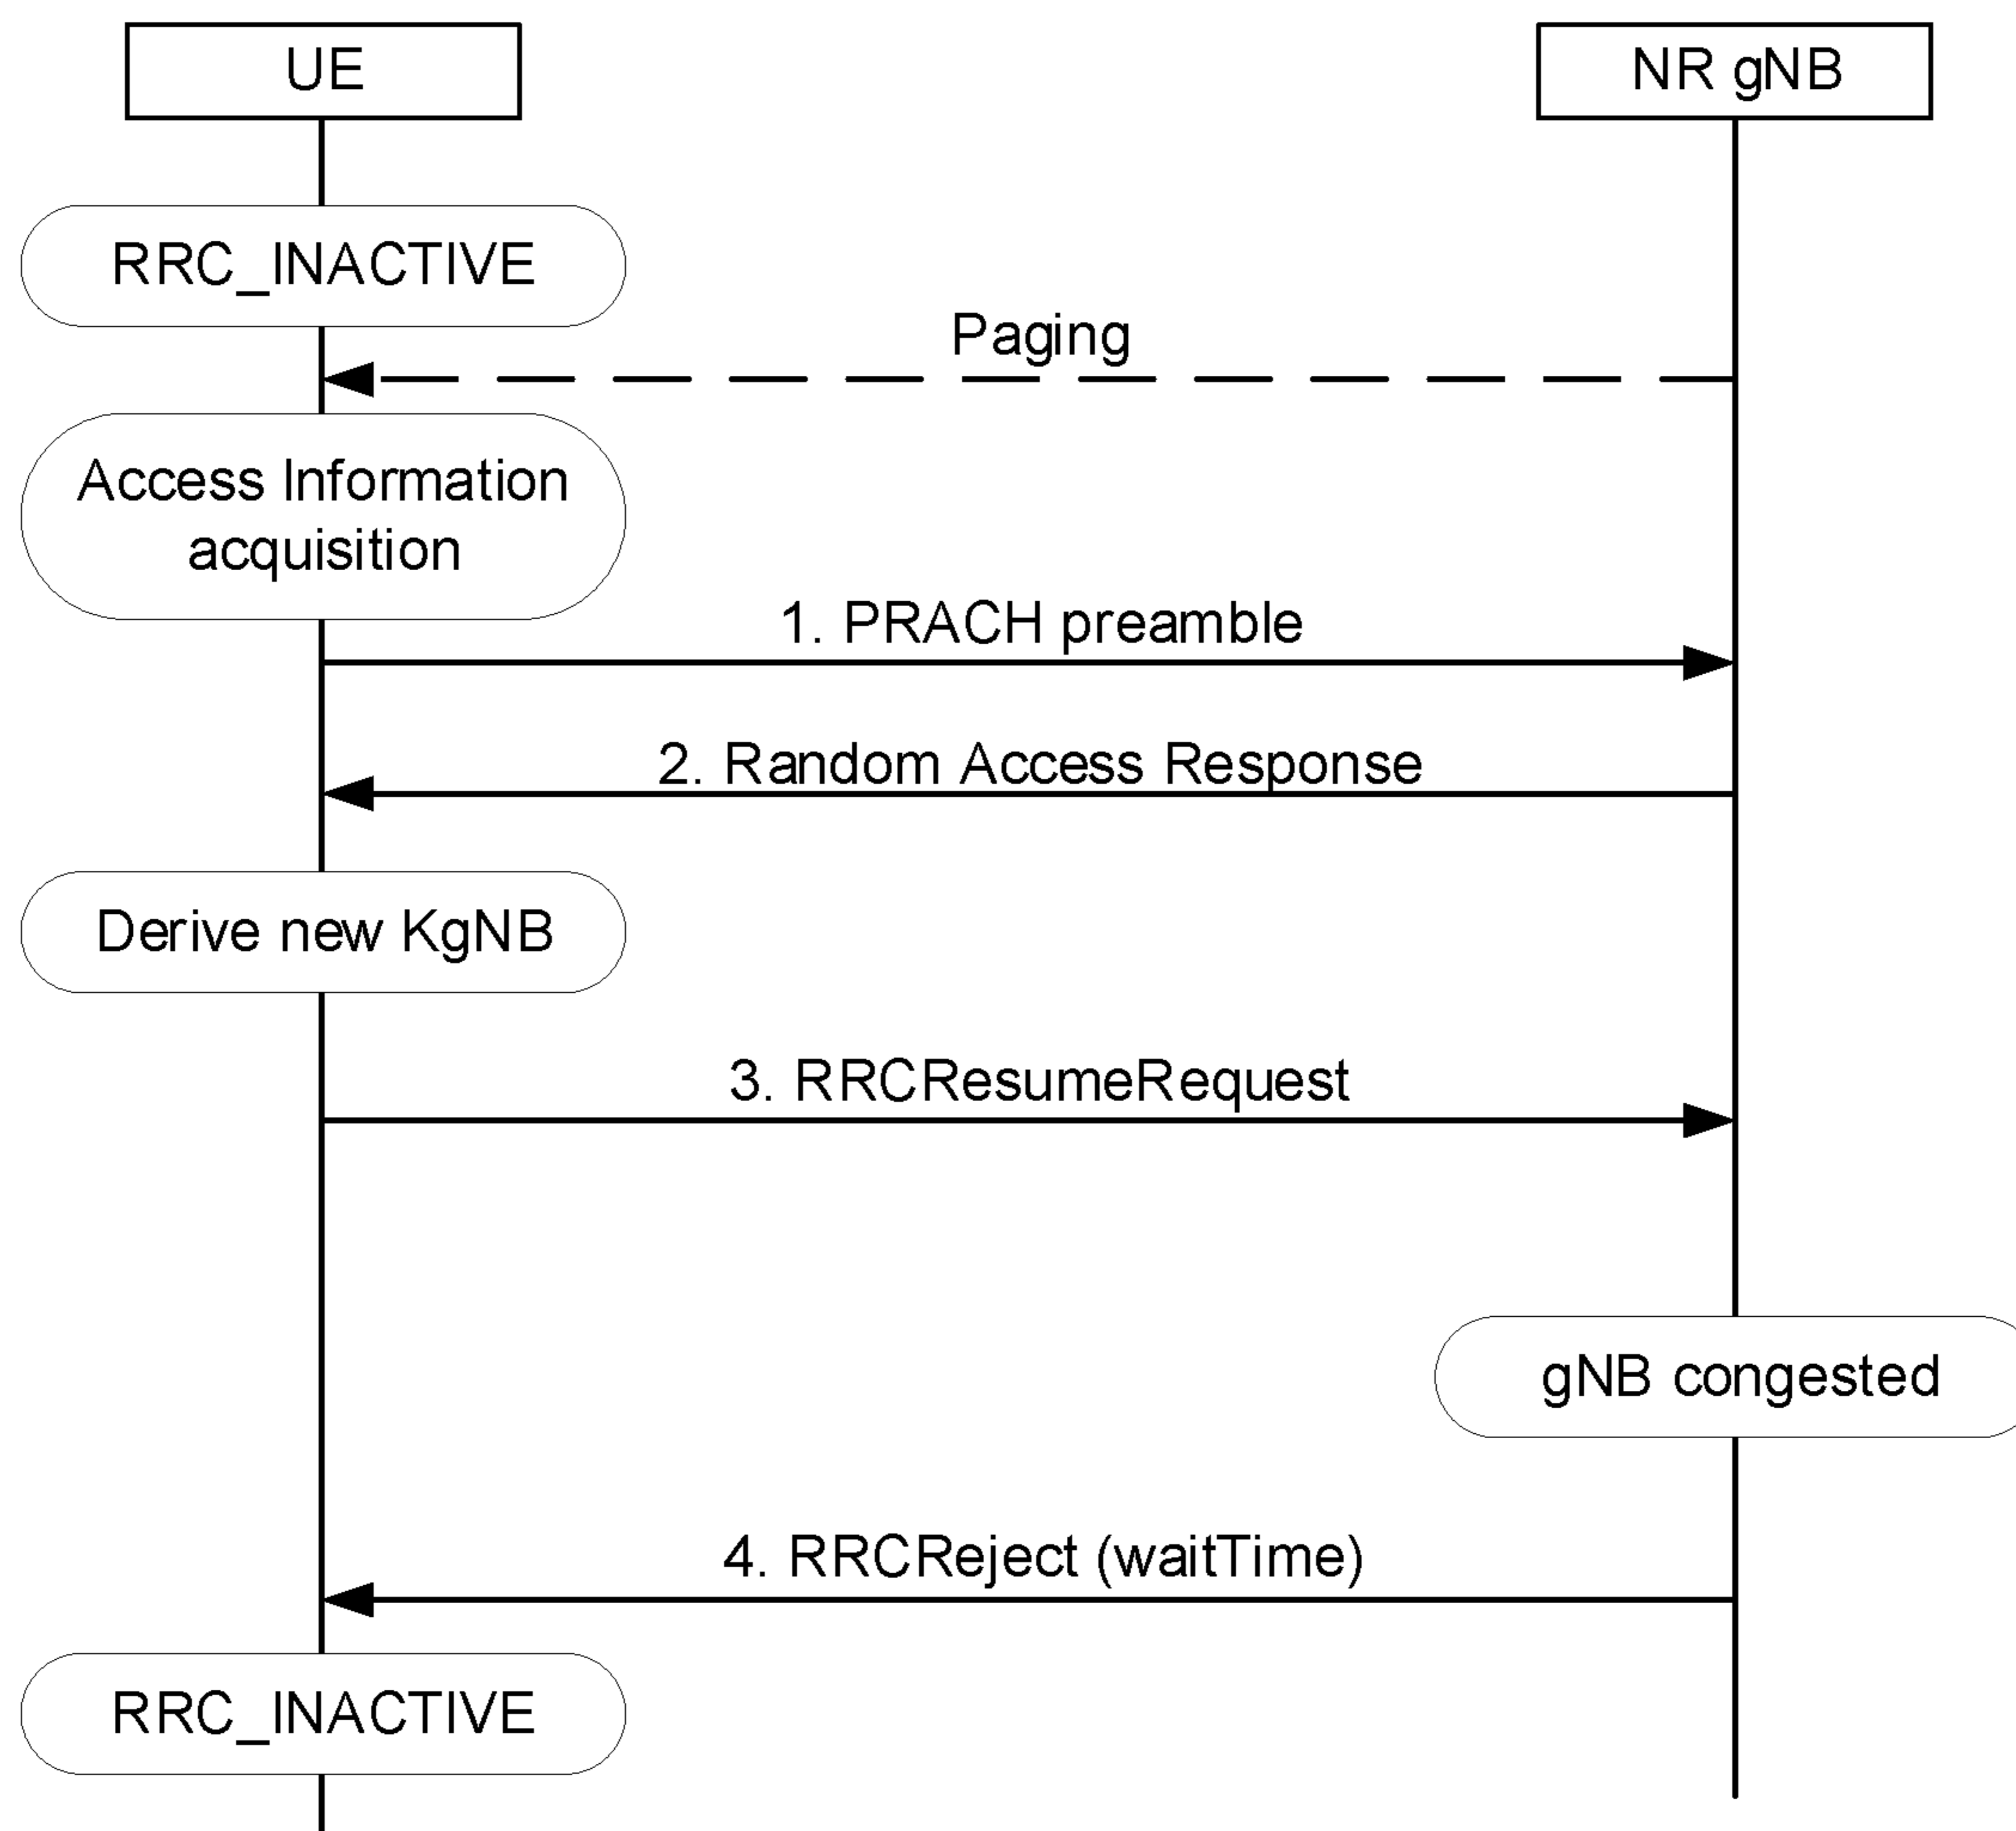 UE
NR gNB
RRC_INACTIVE
Paging
Access Information
acquisition
1. PRACH preamble
2. Random Access Response
Derive new KgNB
3. RRCResumeRequest
gNB congested
4. RRCReject (waitTime)
RRC_INACTIVE